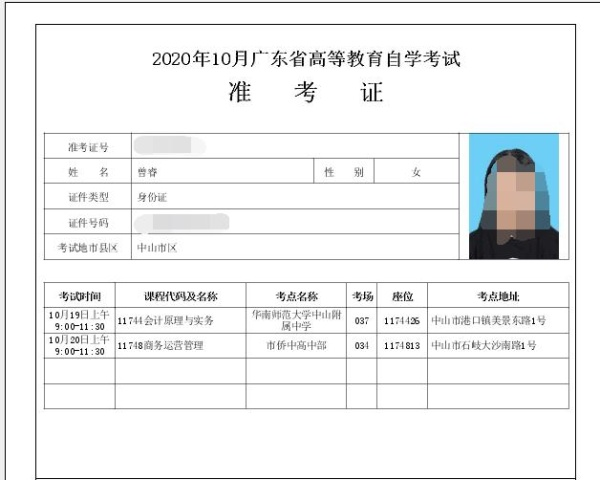 2020年10月广东省高等教育自学考试
准 考 证
准考证号
姓 名 曾睿 性 别 女
证件类型 身份证
证件号码
考试地市县区 中山市区
考试时间 课程代码及名称 考点名称 考场 座位 考点地址
10月19日上午 9:00-11:30 11744会计原理与实务 华南师范大学中山附属中学 037 1174426 中山市港口镇美景东路1号
10月20日上午 9:00-11:30 11748商务运营管理 市侨中高中部 034 1174813 中山市石岐大沙南路1号